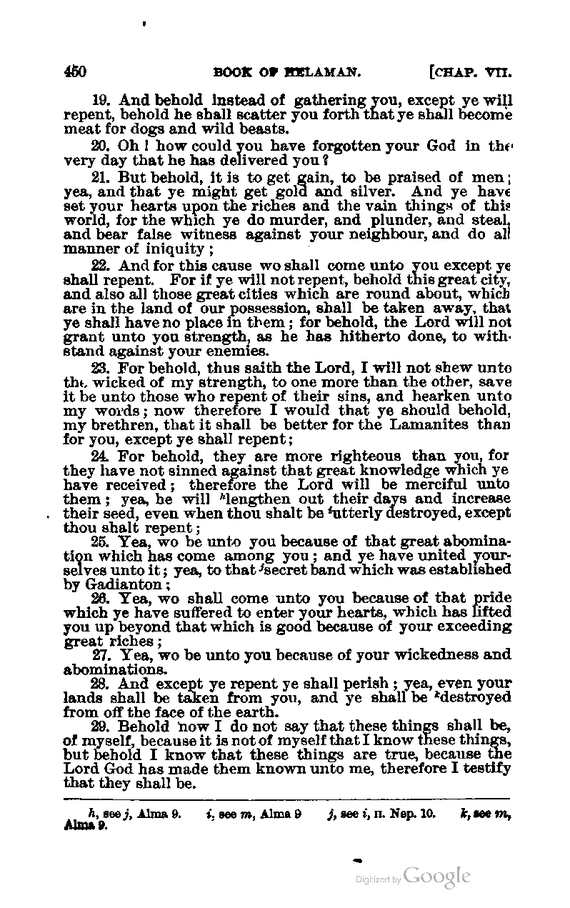 450 BOOK OF HELAMAN. [CHAP. VII.
19. And behold instead of gathering you, except ye will
repent, behold he shall scatter you forth that ye shall become
meat for dogs and wild beasts.
20. Oh! how could you have forgotten your God in the
very day that he has delivered you?
21. But behold, it is to get gain, to be praised of men;
yea, and that ye might get gold and silver. And ye have
set your hearts upon the riches and the vain things of this
world, for the which ye do murder, and plunder, and steal,
and bear false witness against your neighbour, and do all
manner of iniquity;
22. And for this cause wo shall come unto you except ye
shall repent. For if ye will not repent, behold this great city,
and also all those great cities which are round about, which
are in the land of our possession, shall be taken away, that
ye shall have no place in them; for behold, the Lord will not
grant unto you strength, as he has hitherto done, to with-
stand against your enemies.
23. For behold, thus saith the Lord, I will not shew unto
the wicked of my strength, to one more than the other, save
it be unto those who repent of their sins, and hearken unto
my words; now therefore I would that ye should behold,
my brethren, that it shall be better for the Lamanites than
for you, except ye shall repent;
24. For behold, they are more righteous than you, for
they have not sinned against that great knowledge which ye
have received; therefore the Lord will be merciful unto
them; yea, he will hlengthen out their days and increase
their seed, even when thou shalt be iutterly destroyed, except
thou shalt repent;
25. Yea, wo be unto you because of that great abomina-
tion which has come among you; and ye have united your-
selves unto it; yea, to that jsecret band which was established
by Gadianton;
26. Yea, wo shall come unto you because of that pride
which ye have suffered to enter your hearts, which has lifted
you up beyond that which is good because of your exceeding
great riches;
27. Yea, wo be unto you because of your wickedness and
abominations.
28. And except ye repent ye shall perish; yea, even your
lands shall be taken from you, and ye shall be kdestroyed
from off the face of the earth.
29. Behold now I do not say that these things shall be,
of myself, because it is not of myself that I know these things,
but behold I know that these things are true, because the
Lord God has made them known unto me, therefore I testify
that they shall be.
h, see j, Alma 9. i, see m, Alma 9 j, see i, II. Nep. 10. k, see m,
Alma 9.
Digitized by Google